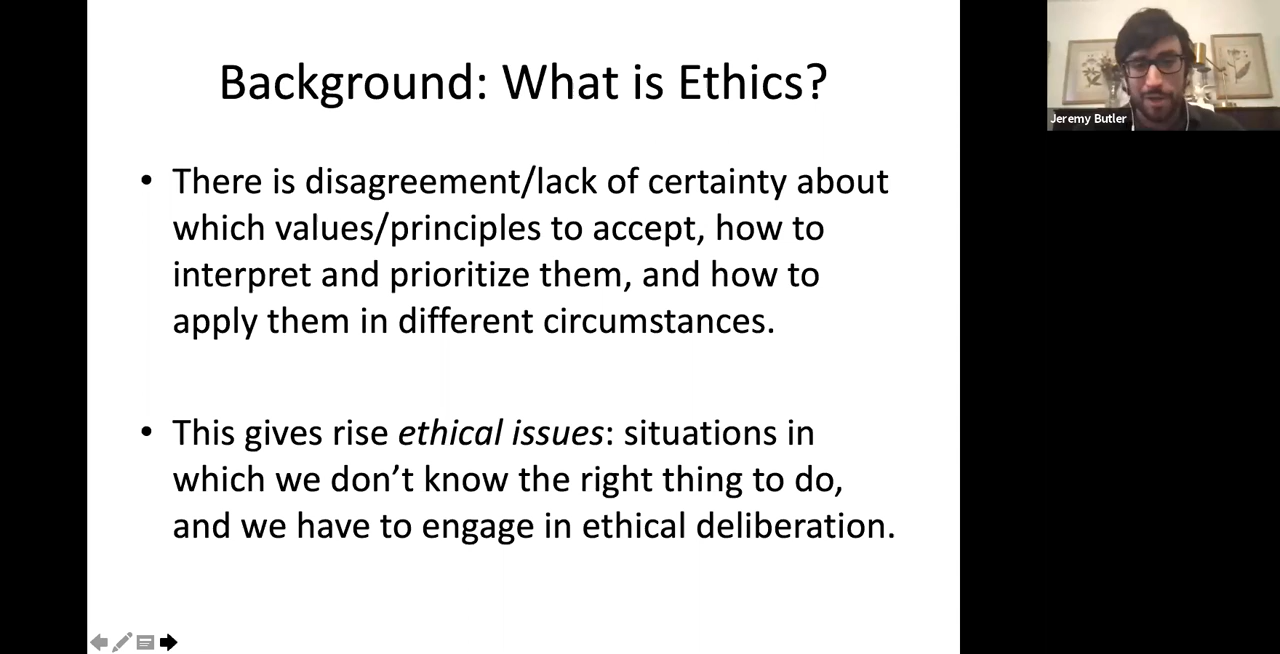 Background: What is Ethics?
• There is disagreement/lack of certainty about
which values/principles to accept, how to
interpret and prioritize them, and how to
apply them in different circumstances.
• This gives rise ethical issues: situations in
which we don’t know the right thing to do,
and we have to engage in ethical deliberation.
Jeremy Butler